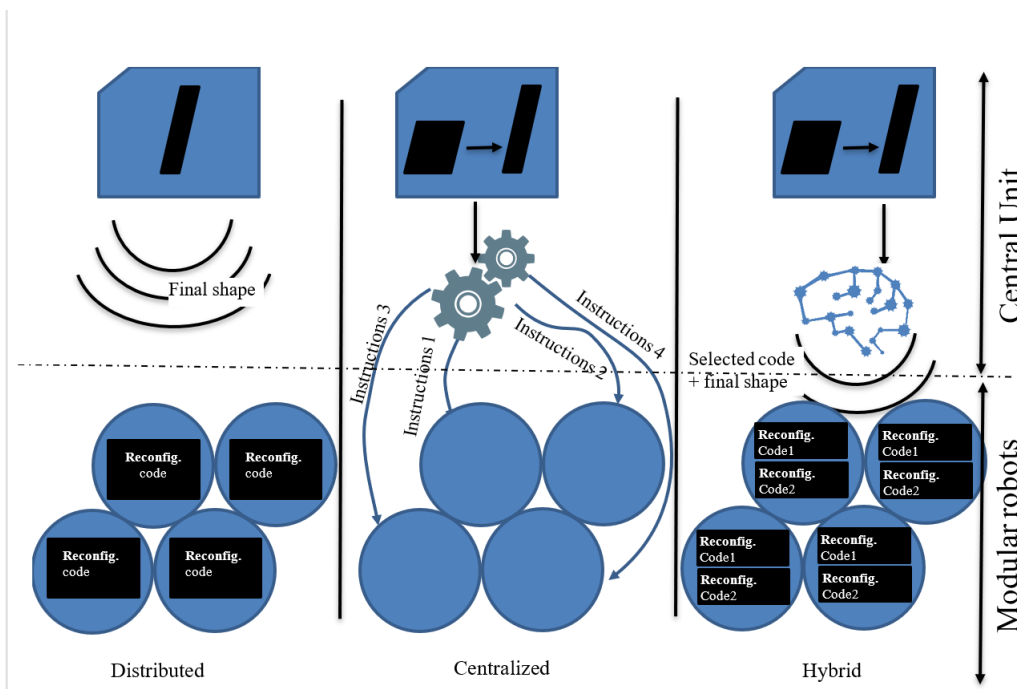 Final shape
Reconfig.
code
Reconfig.
code
Reconfig.
code
Reconfig.
code
Distributed
Instructions 3
Instructions 1
Instructions 2
Instructions 4
Centralized
Selected code
+ final shape
Reconfig.
Code1
Reconfig.
Code2
Reconfig.
Code1
Reconfig.
Code2
Reconfig.
Code1
Reconfig.
Code2
Reconfig.
Code1
Reconfig.
Code2
Hybrid
Central Unit
Modular robots